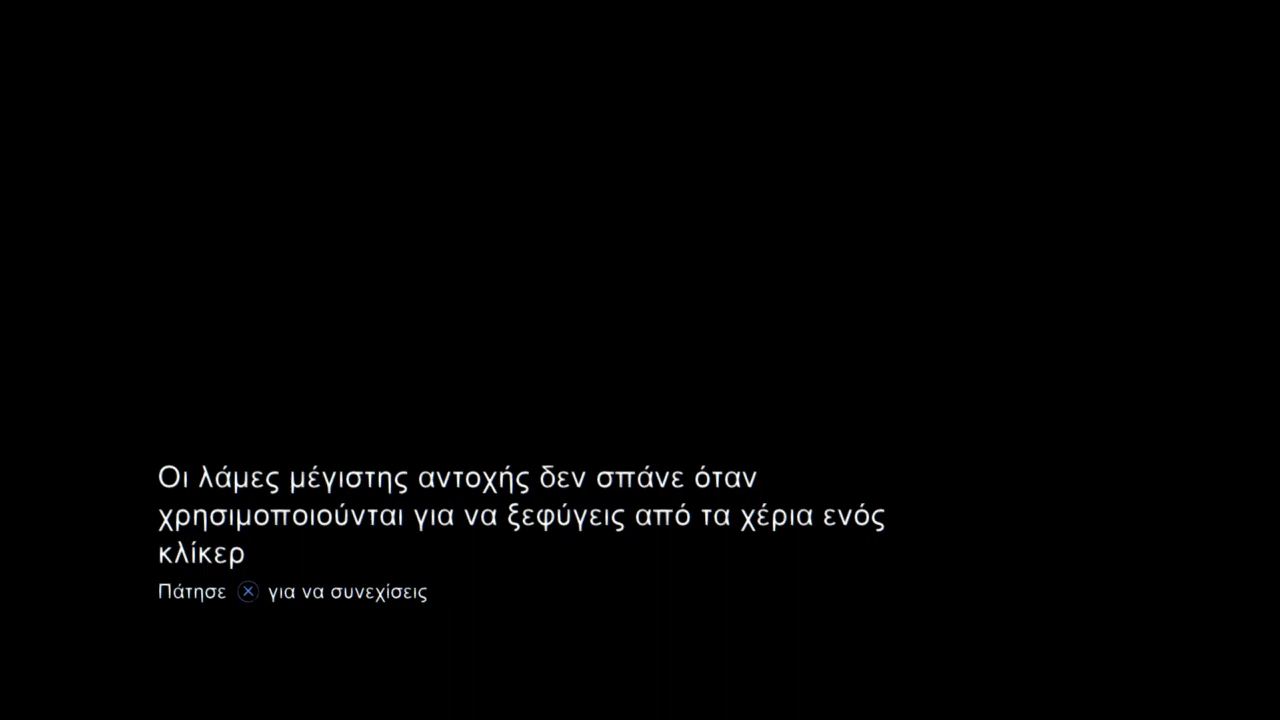 Οι λάμες μέγιστης αντοχής δεν σπάνε όταν
χρησιμοποιούνται για να ξεφύγεις από τα χέρια ενός
κλίκερ
Πάτησε ⓧ για να συνεχίσεις